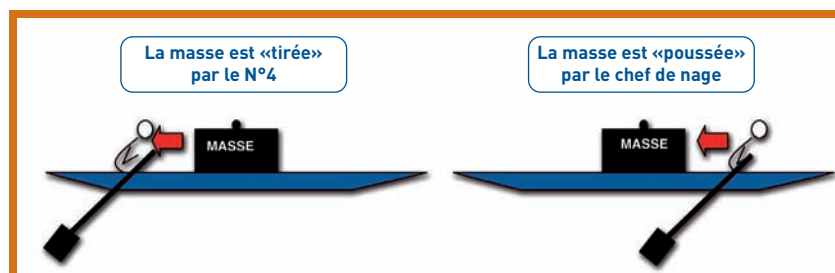 La masse est «tirée»
par le N°4
La masse est «poussée»
par le chef de nage
MASSE
MASSE